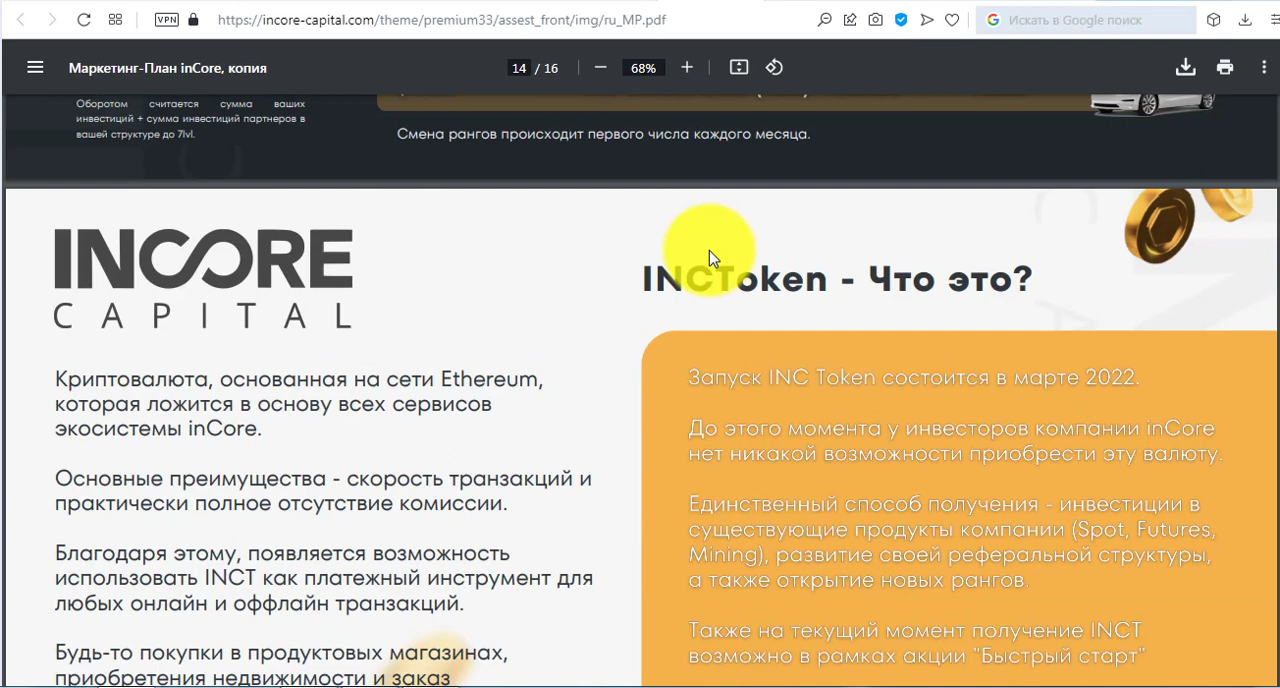 VPN
https://incore-capital.com/theme/premium33/assest_front/img/ru_MP.pdf
Искать в Google поиск
Маркетинг-План inCore, копия
14 / 16
68%
Оборотом считается сумма ваших
инвестиций + сумма инвестиций партнеров в
вашей структуре до 7lvl.
Смена рангов происходит первого числа каждого месяца.
INCORE
CAPITAL
Криптовалюта, основанная на сети Ethereum,
которая ложится в основу всех сервисов
экосистемы inCore.
Основные преимущества - скорость транзакций и
практически полное отсутствие комиссии.
Благодаря этому, появляется возможность
использовать INCT как платежный инструмент для
любых онлайн и оффлайн транзакций.
Будь-то покупки в продуктовых магазинах,
приобретения недвижимости и заказ
INCToken - Что это?
Запуск INC Token состоится в марте 2022.
До этого момента у инвесторов компании inCore
нет никакой возможности приобрести эту валюту.
Единственный способ получения - инвестиции в
существующие продукты компании (Spot, Futures,
Mining), развитие своей реферальной структуры,
а также открытие новых рангов.
Также на текущий момент получение INCT
возможно в рамках акции "Быстрый старт"